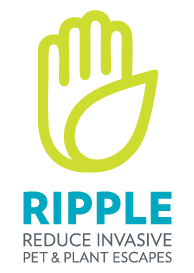 RIPPLE
REDUCE INVASIVE
PET & PLANT ESCAPES